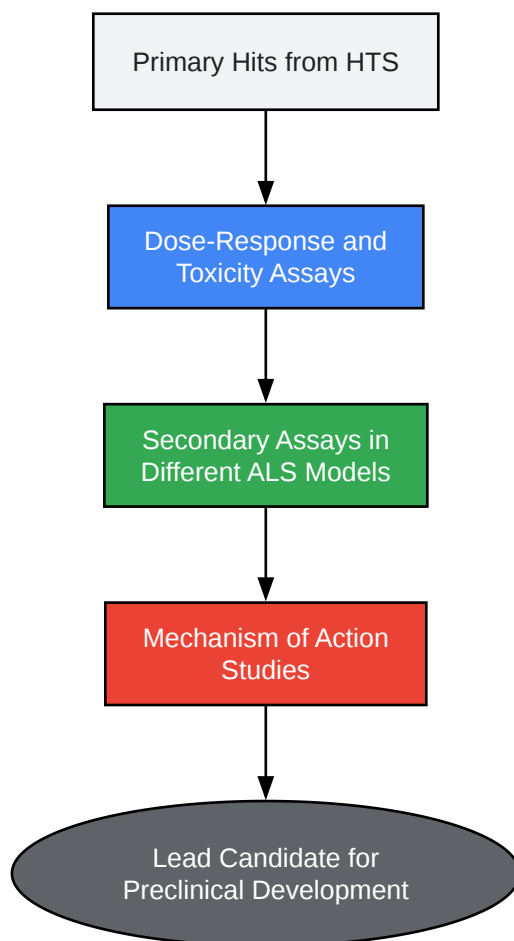 Primary Hits from HTS
Dose-Response and
Toxicity Assays
Secondary Assays in
Different ALS Models
Mechanism of Action
Studies
Lead Candidate for
Preclinical Development